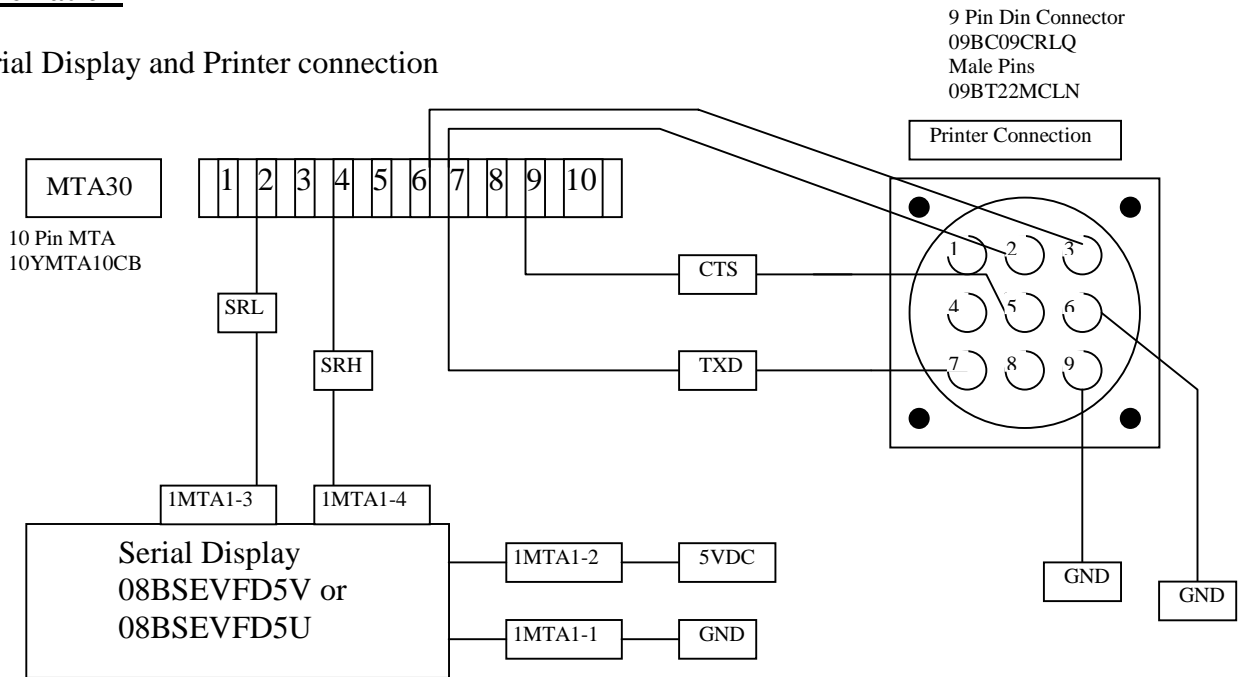 9 Pin Din Connector
09BC09CRLQ
Male Pins
09BT22MCLN
Display and Printer connection
Printer Connection
MTA30
1 2 3 4 5 6 7 8 9 10
10 Pin MTA
10YMTA10CB
1 2 3
4 5 6
7 8 9
CTS
SRL
SRH
TXD
1MTA1-3
1MTA1-4
Serial Display
08BSEVFD5V or
08BSEVFD5U
1MTA1-2
5VDC
1MTA1-1
GND
GND
GND